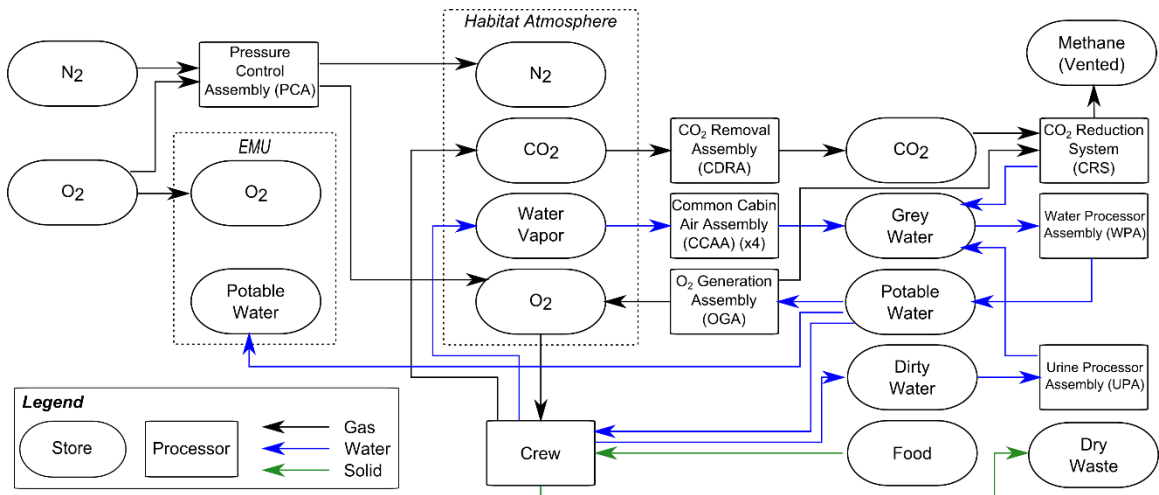 Habitat Atmosphere
N2
Pressure
Control
Assembly (PCA)
N2
Methane
(Vented)
EMU
O2
O2
CO2
CO2 Removal
Assembly
(CDRA)
CO2
CO2 Reduction
System
(CRS)
Water
Vapor
Common Cabin
Air Assembly
(CCAA) (x4)
Grey
Water
Water Processor
Assembly (WPA)
Potable
Water
O2
O2 Generation
Assembly
(OGA)
Potable
Water
Dirty
Water
Urine Processor
Assembly (UPA)
Legend
Store
Processor
Gas
Water
Solid
Crew
Food
Dry
Waste